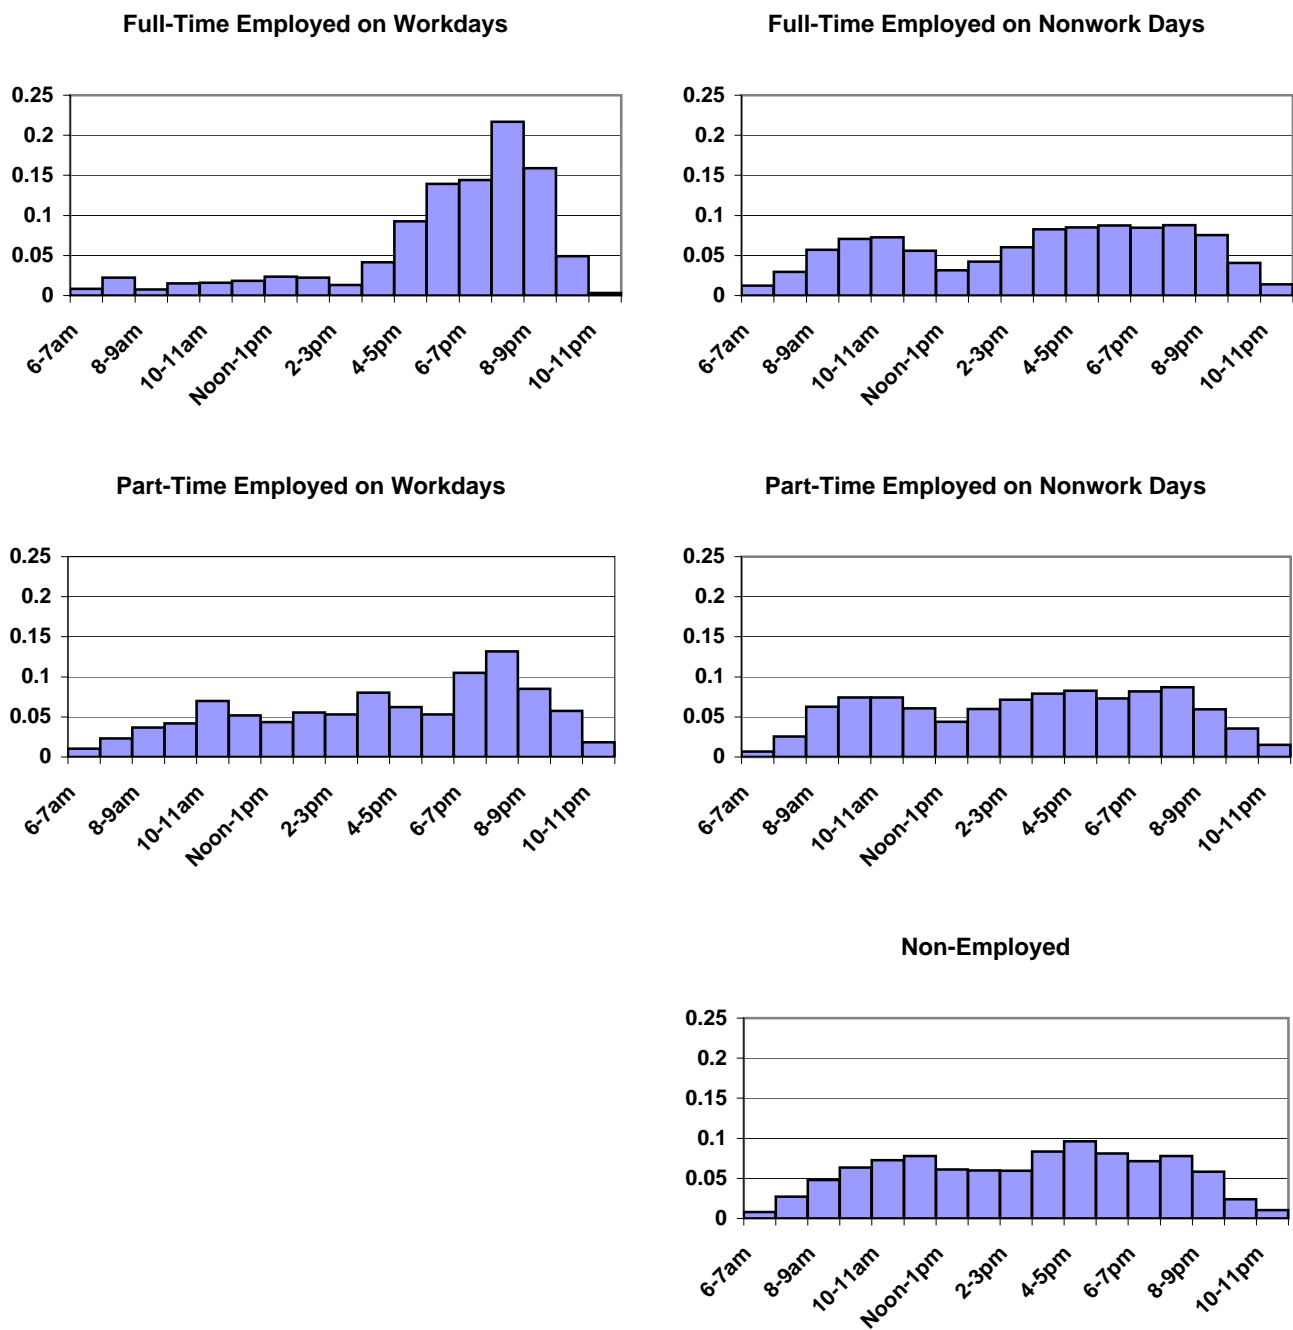 Full-Time Employed on Workdays
0.25
0.2
0.15
0.1
0.05
0
6-7am
8-9am
10-11am
Noon-1pm
2-3pm
4-5pm
6-7pm
8-9pm
10-11pm
Full-Time Employed on Nonwork Days
0.25
0.2
0.15
0.1
0.05
0
6-7am
8-9am
10-11am
Noon-1pm
2-3pm
4-5pm
6-7pm
8-9pm
10-11pm
Part-Time Employed on Workdays
0.25
0.2
0.15
0.1
0.05
0
6-7am
8-9am
10-11am
Noon-1pm
2-3pm
4-5pm
6-7pm
8-9pm
10-11pm
Part-Time Employed on Nonwork Days
0.25
0.2
0.15
0.1
0.05
0
6-7am
8-9am
10-11am
Noon-1pm
2-3pm
4-5pm
6-7pm
8-9pm
10-11pm
Non-Employed
0.25
0.2
0.15
0.1
0.05
0
6-7am
8-9am
10-11am
Noon-1pm
2-3pm
4-5pm
6-7pm
8-9pm
10-11pm